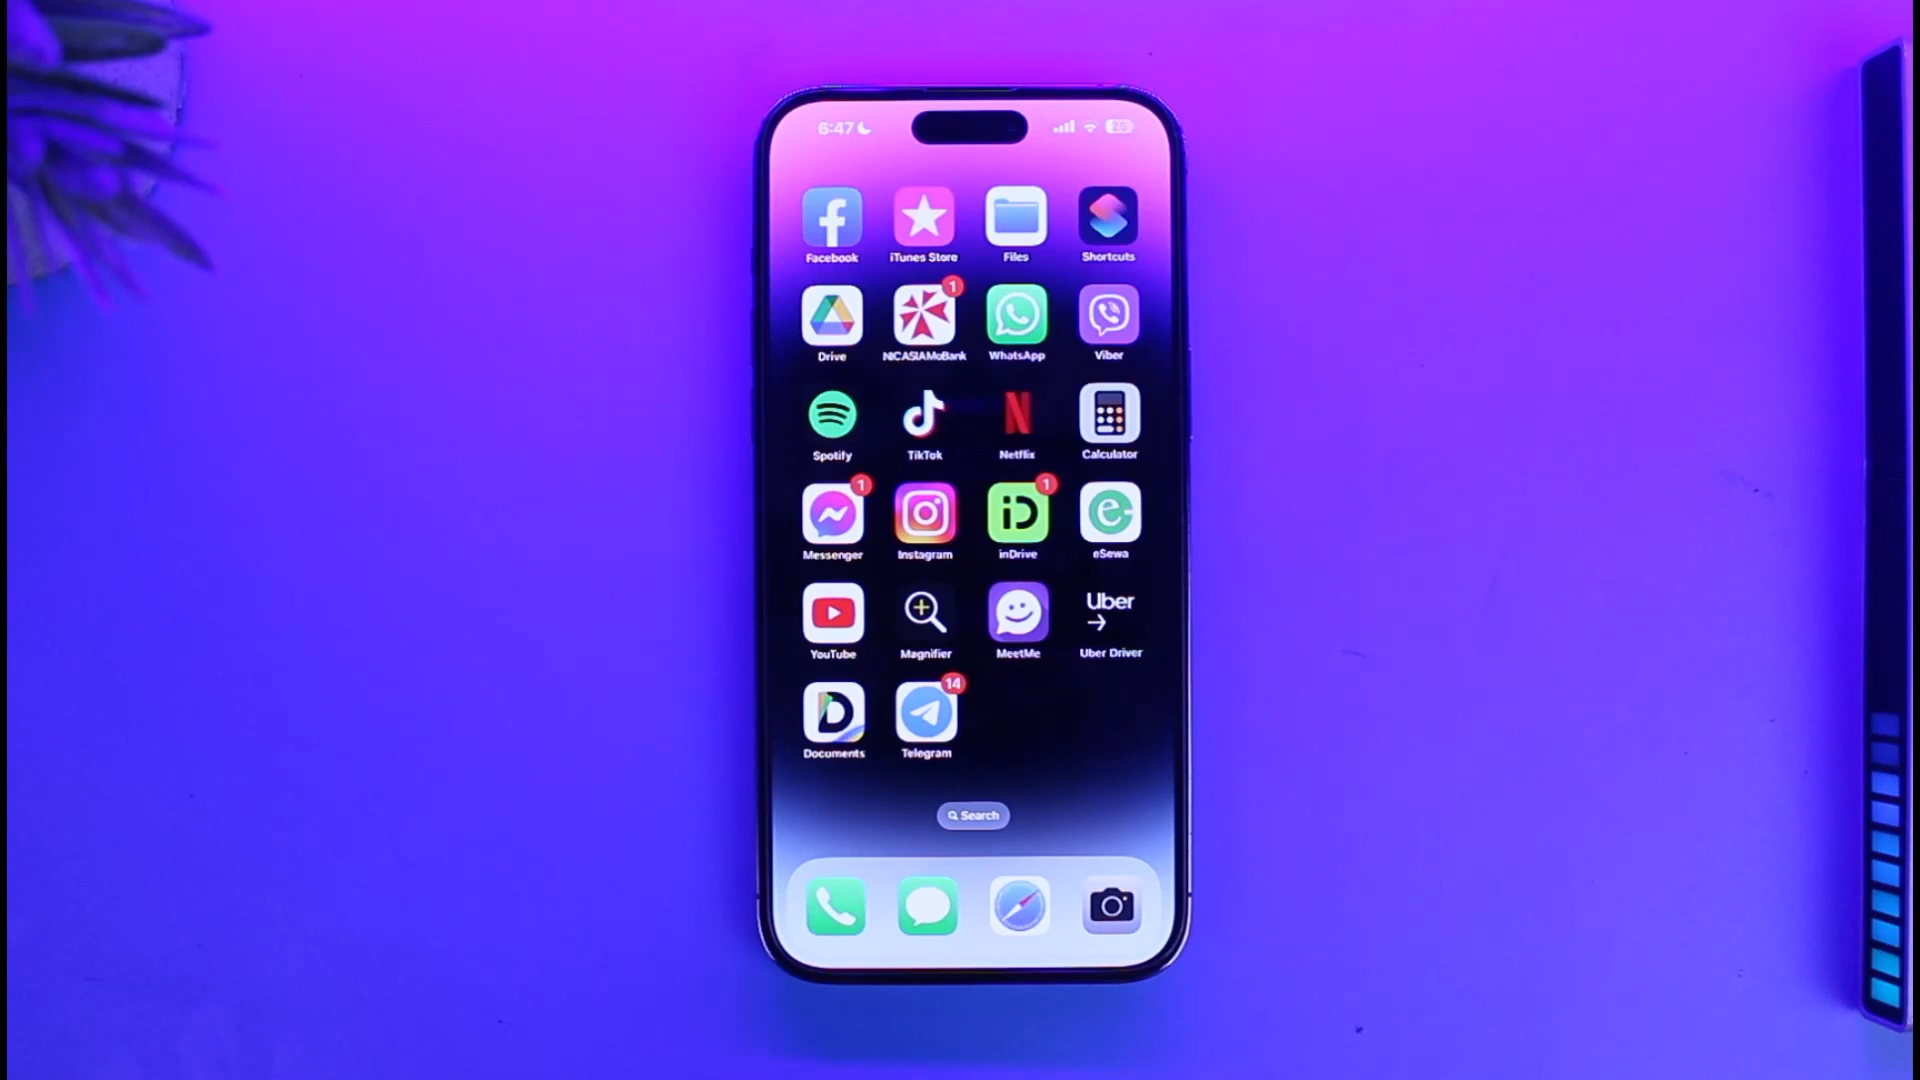 6:47 25
Facebook iTunes Store Files Shortcuts
1
Drive NICASIAMoBank WhatsApp Viber
Spotify TikTok Netflix Calculator
1 1
Messenger Instagram inDrive eSewa
Uber
YouTube Magnifier MeetMe Uber Driver
14
Documents Telegram
Search